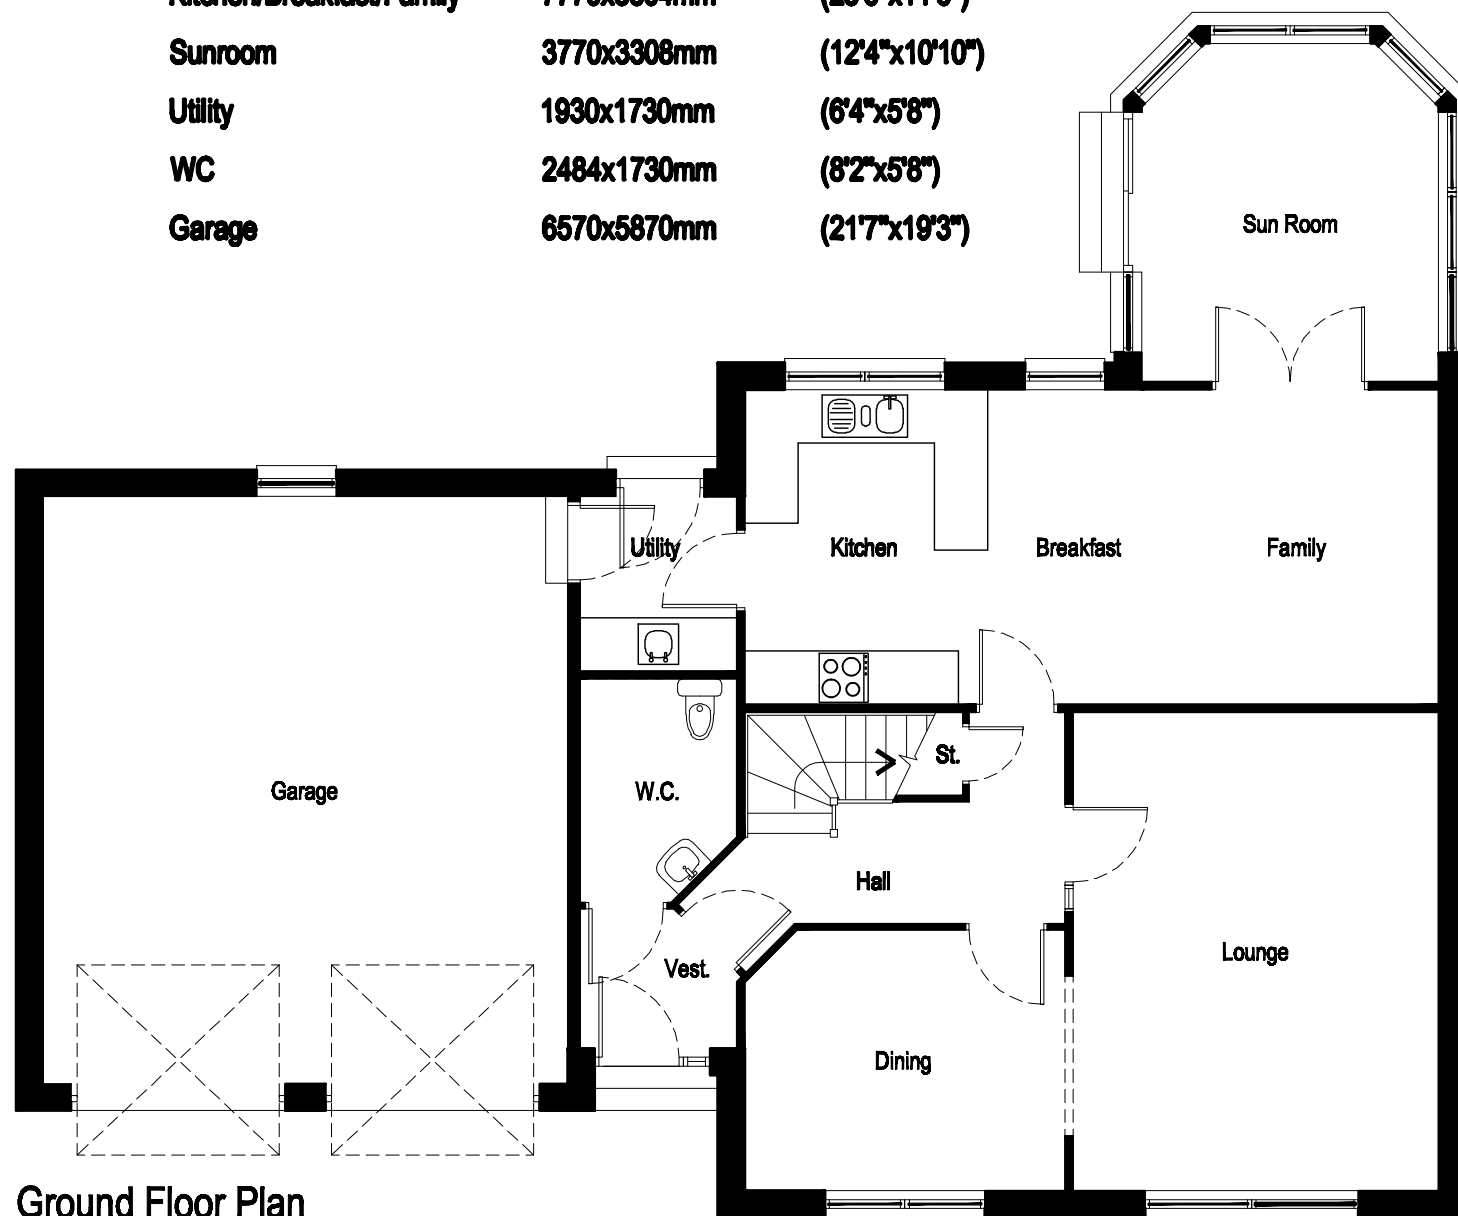 Sunroom 3770x3308mm (12'4"x10'10")
Utility 1930x1730mm (6'4"x5'8")
WC 2484x1730mm (8'2"x5'8")
Garage 6570x5870mm (21'7"x19'3")
Sun Room
Utility
Kitchen
Breakfast
Family
St.
Garage
W.C.
Hall
Lounge
Vest.
Dining
Ground Floor Plan